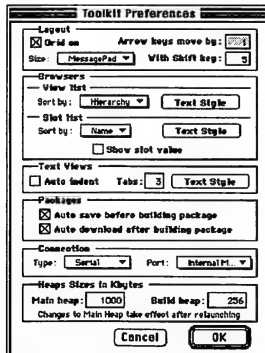 Toolkit Preferences
Layout
Grid on Arrow keys move by: 1
Size: MessagePad With Shift key: 5
Browsers
View list
Sort by: Hierarchy Text Style
Slot list
Sort by: Name Text Style
Show slot value
Text Views
Auto indent Tabs: 3 Text Style
Packages
Auto save before building package
Auto download after building package
Connection
Type: Serial Port: Internal M...
Heaps Sizes in Kbytes
Main heap: 1000 Build heap: 256
Changes to Main Heap take effect after relaunching
Cancel OK